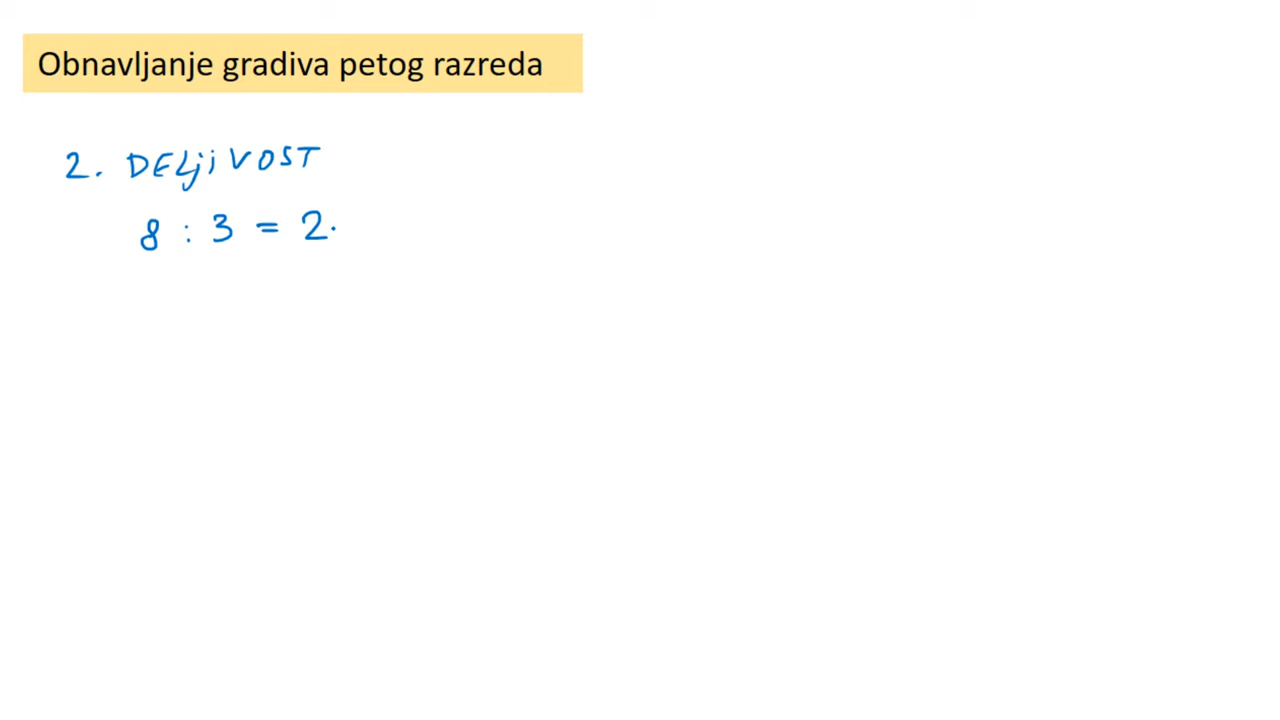 Obnavljanje gradiva petog razreda
2. DELjiVOST
8 : 3 = 2.